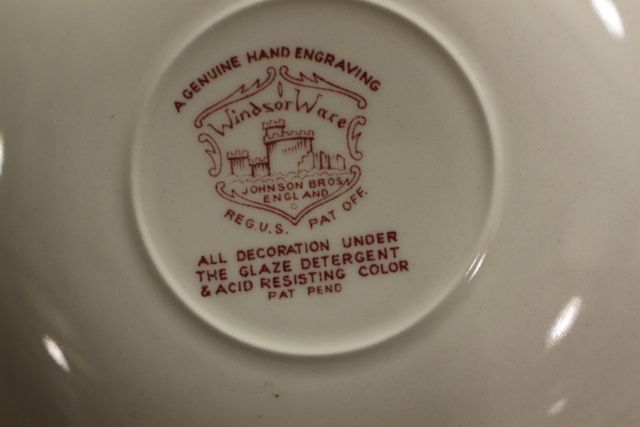 A GENUINE HAND ENGRAVING
Windsor Ware
JOHNSON BROS
ENGLAND
REG. U.S. PAT OFF.
ALL DECORATION UNDER
THE GLAZE DETERGENT
& ACID RESISTING COLOR
PAT PEND